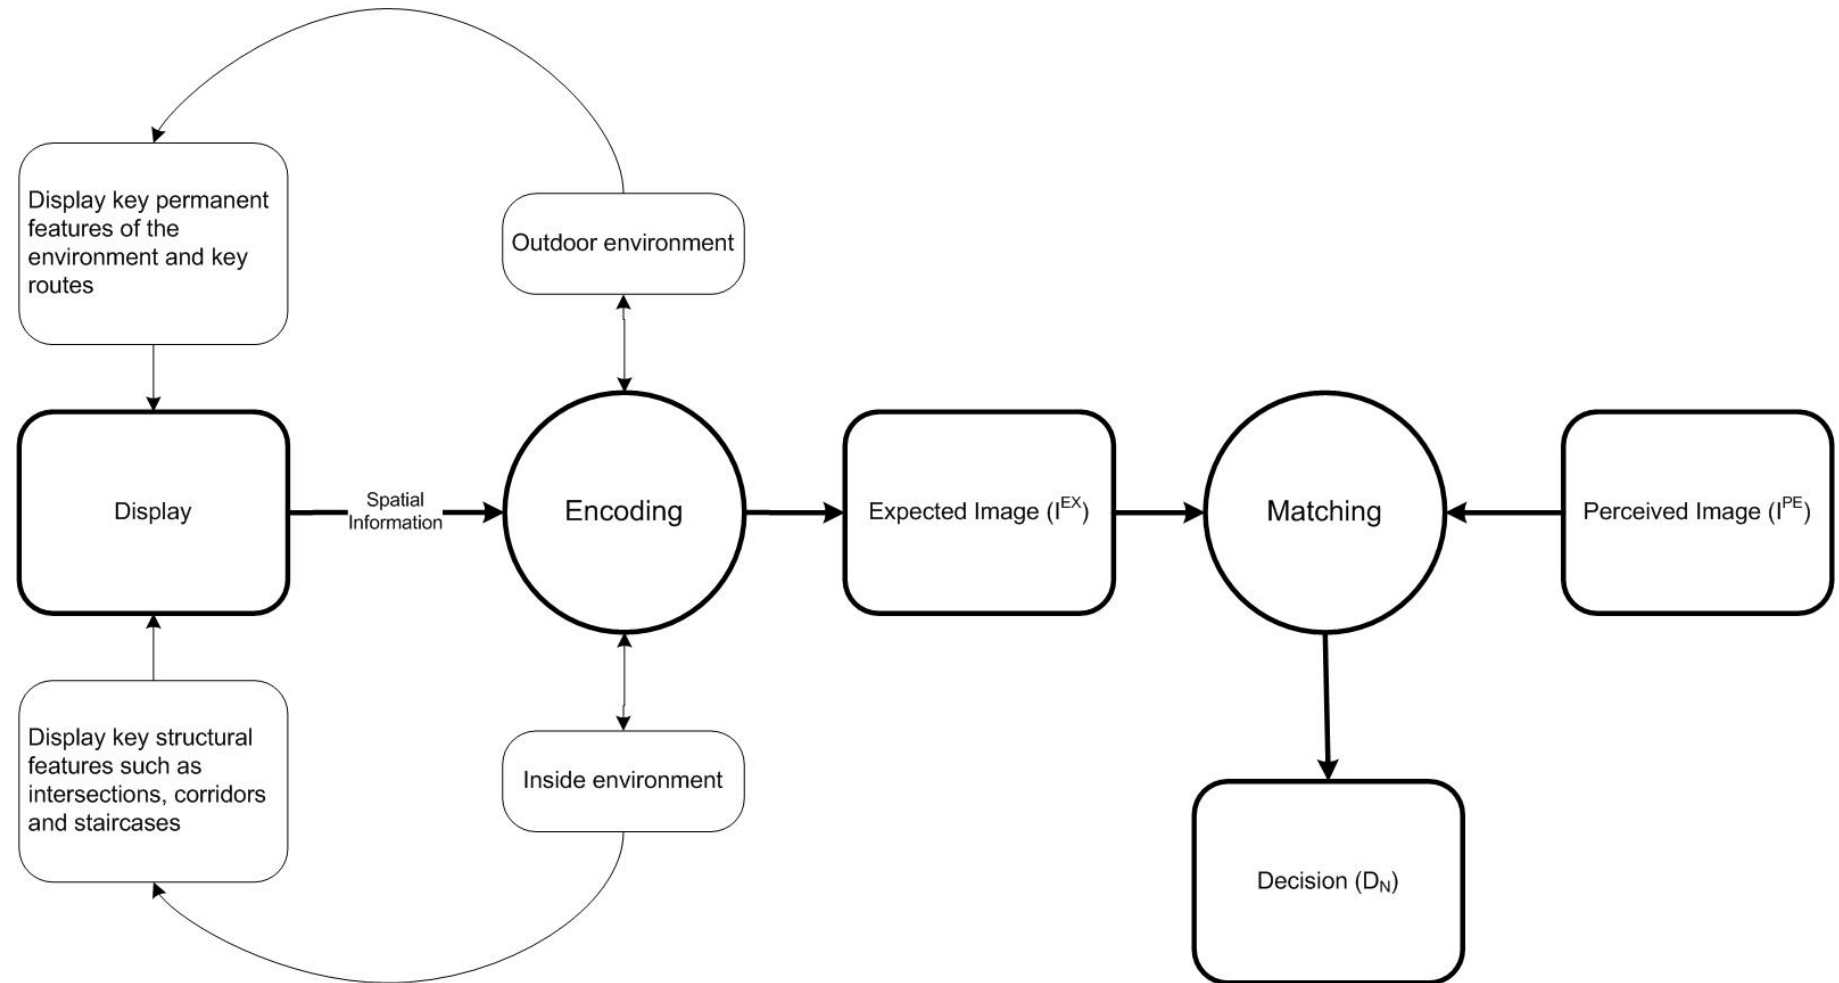 Display key permanent
features of the
environment and key
routes
Outdoor environment
Display
Spatial
Information
Encoding
Expected Image (I^EX)
Matching
Perceived Image (I^PE)
Display key structural
features such as
intersections, corridors
and staircases
Inside environment
Decision (D_N)